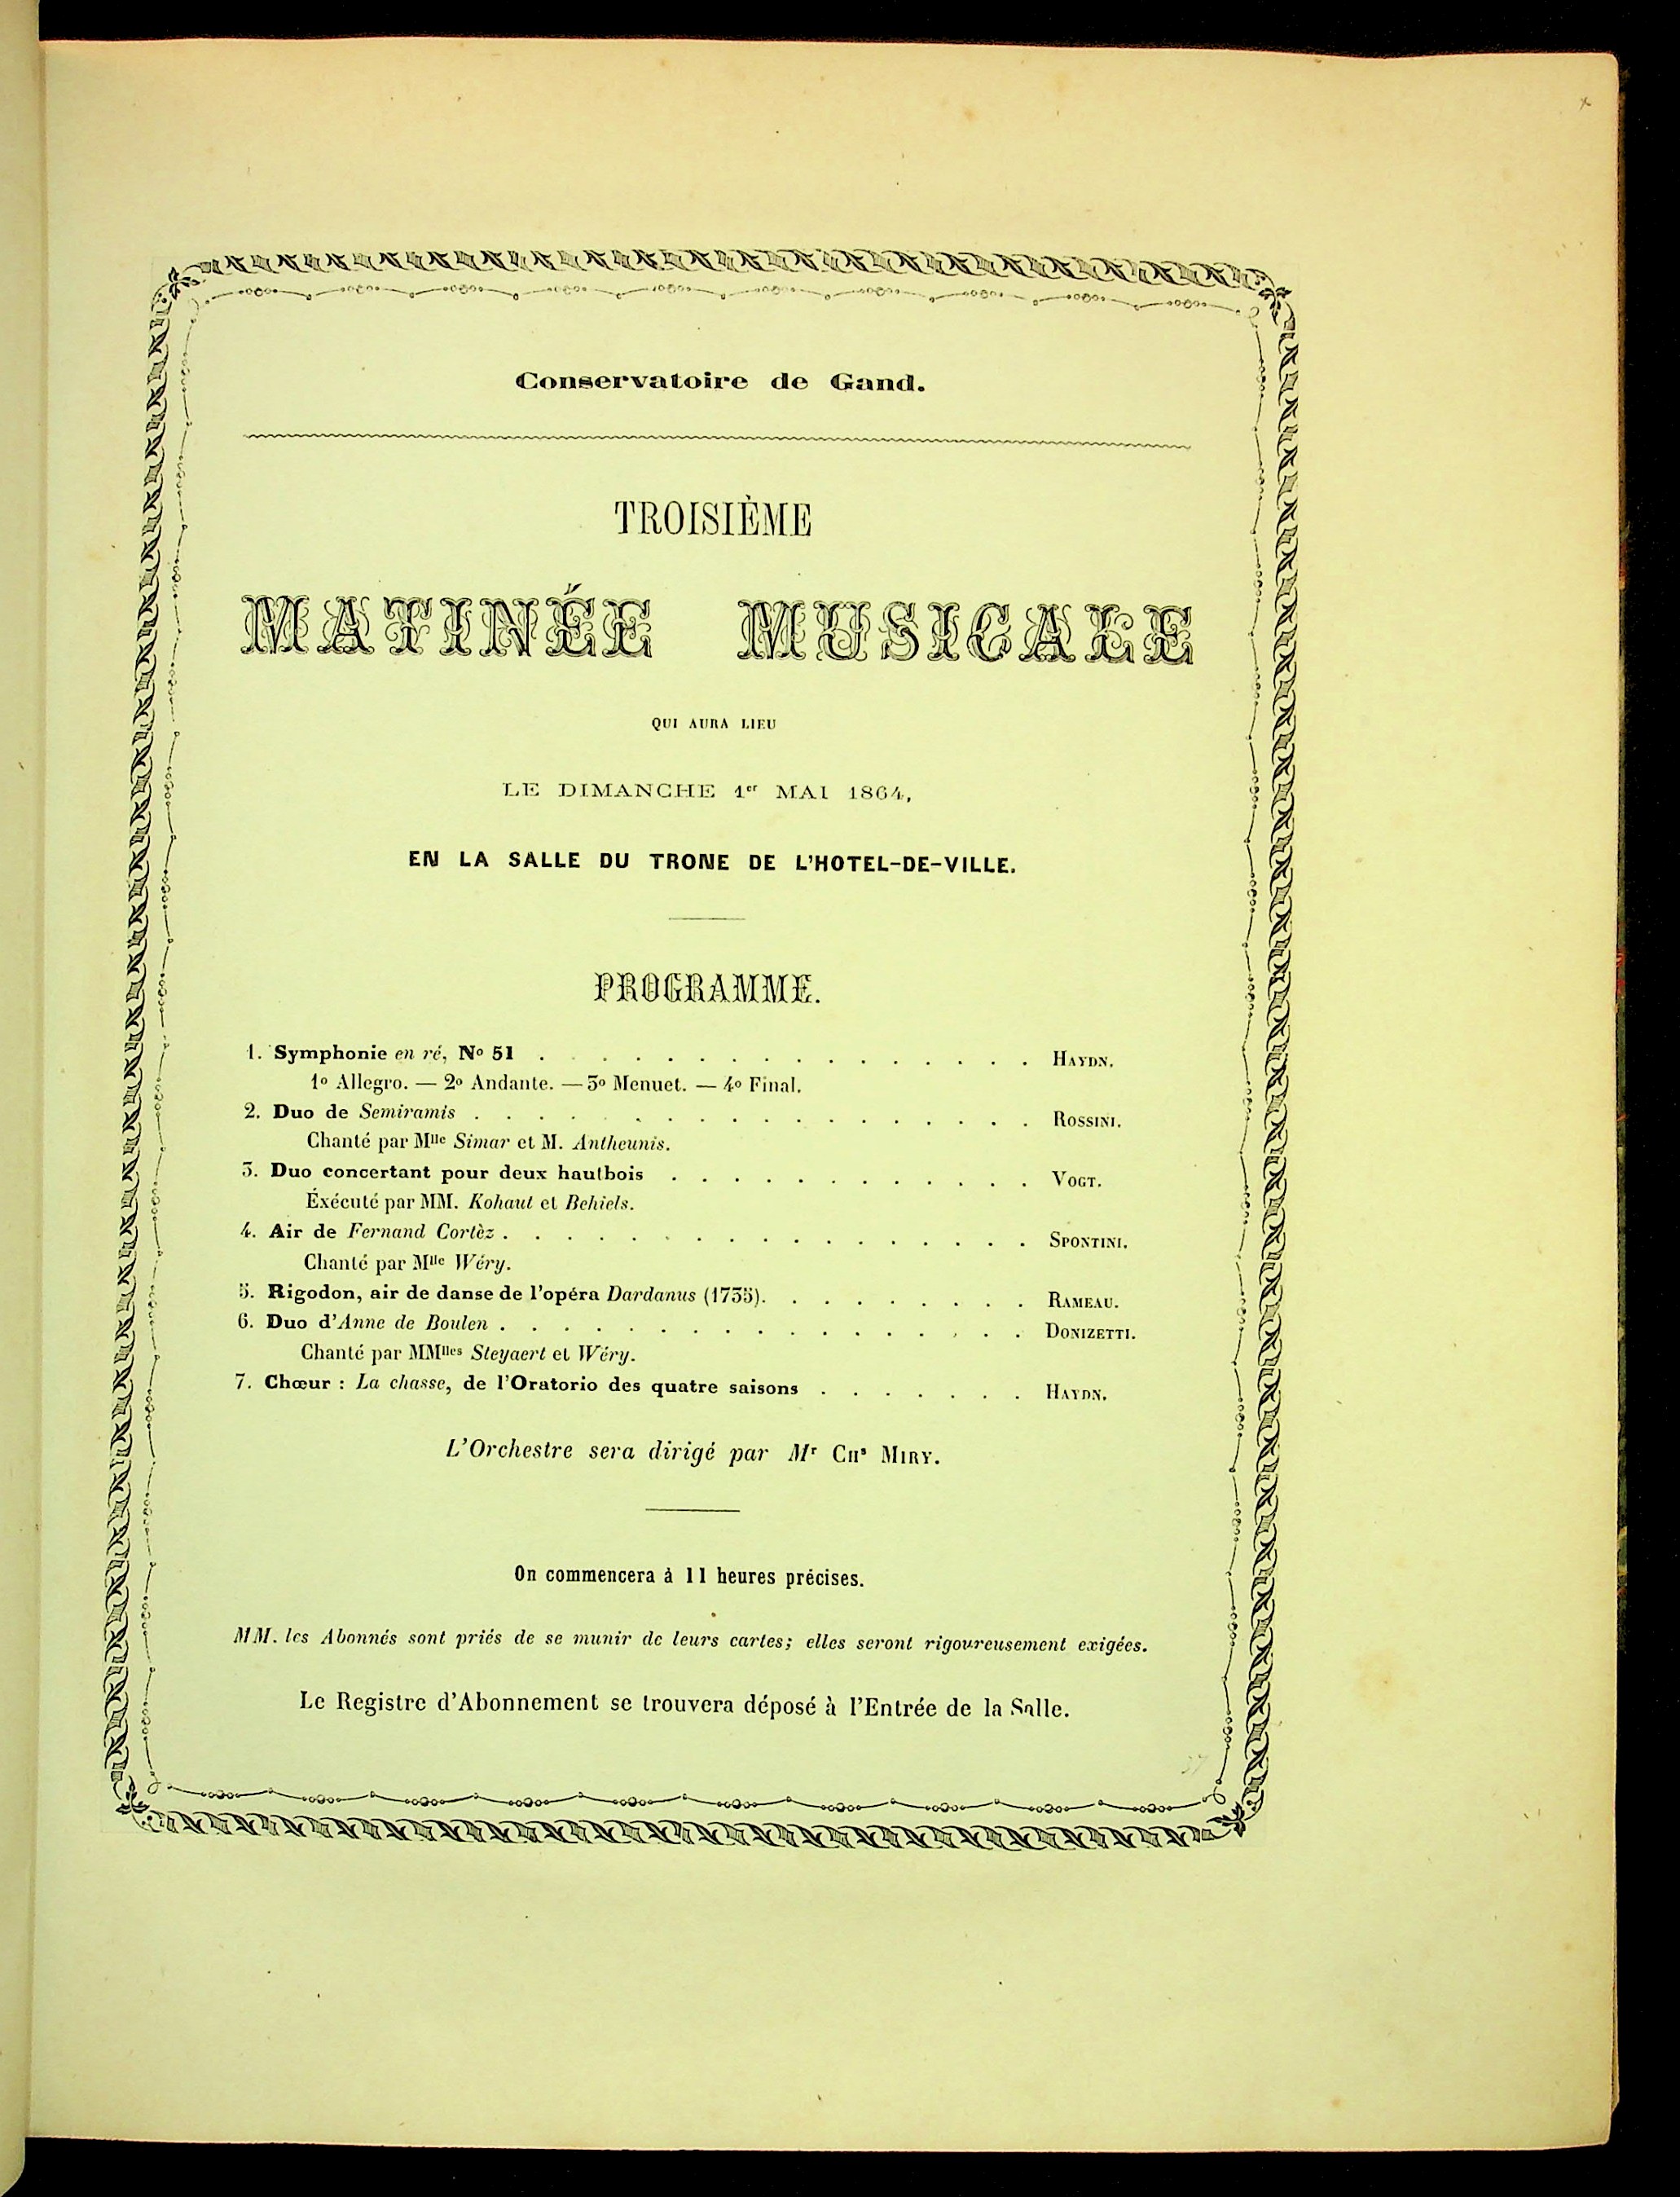 Conservatoire de Gand.
TROISIÈME
MATINÉE MUSICALE
QUI AURA LIEU
LE DIMANCHE 1er MAI 1864,
EN LA SALLE DU TRONE DE L'HOTEL-DE-VILLE.
PROGRAMME.
1. Symphonie en ré, No 51 . . . . . . . . . . . . . . . . HAYDN.
1o Allegro. — 2o Andante. — 3o Menuet. — 4o Final.
2. Duo de Semiramis . . . . . . . . . . . . . . . . . . ROSSINI.
Chanté par Mlle Simar et M. Antheunis.
3. Duo concertant pour deux hautbois . . . . . . . . . . . . VOGT.
Éxécuté par MM. Kohaut et Behiels.
4. Air de Fernand Cortèz . . . . . . . . . . . . . . . . . SPONTINI.
Chanté par Mlle Wéry.
5. Rigodon, air de danse de l'opéra Dardanus (1735). . . . . . . . . RAMEAU.
6. Duo d'Anne de Boulen . . . . . . . . . . . . . . . . . DONIZETTI.
Chanté par MMlles Steyaert et Wéry.
7. Chœur : La chasse, de l'Oratorio des quatre saisons . . . . . . . HAYDN.
L'Orchestre sera dirigé par Mr CHs MIRY.
On commencera à 11 heures précises.
MM. les Abonnés sont priés de se munir de leurs cartes; elles seront rigoureusement exigées.
Le Registre d'Abonnement se trouvera déposé à l'Entrée de la Salle.